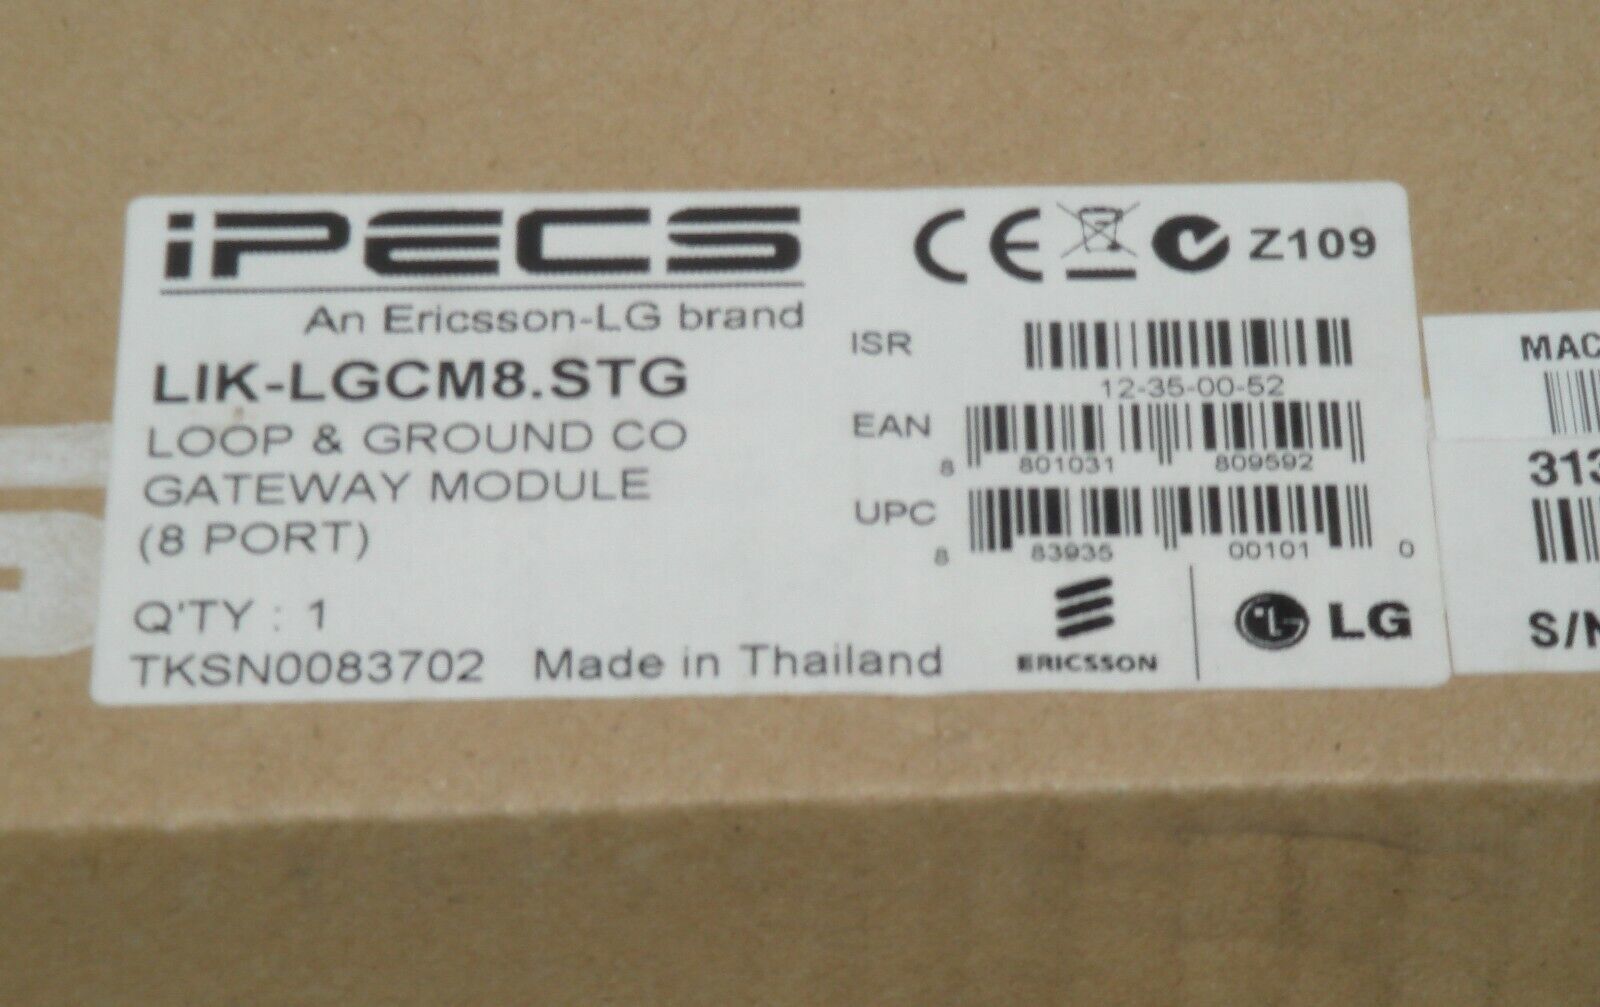 iPECS
An Ericsson-LG brand
LIK-LGCM8.STG
LOOP & GROUND CO
GATEWAY MODULE
(8 PORT)
Q'TY : 1
TKSN0083702 Made in Thailand
CE Z109
ISR
12-35-00-52
EAN
8 801031 809592
UPC
8 83935 00101 0
ERICSSON
LG
MAC
313
S/N